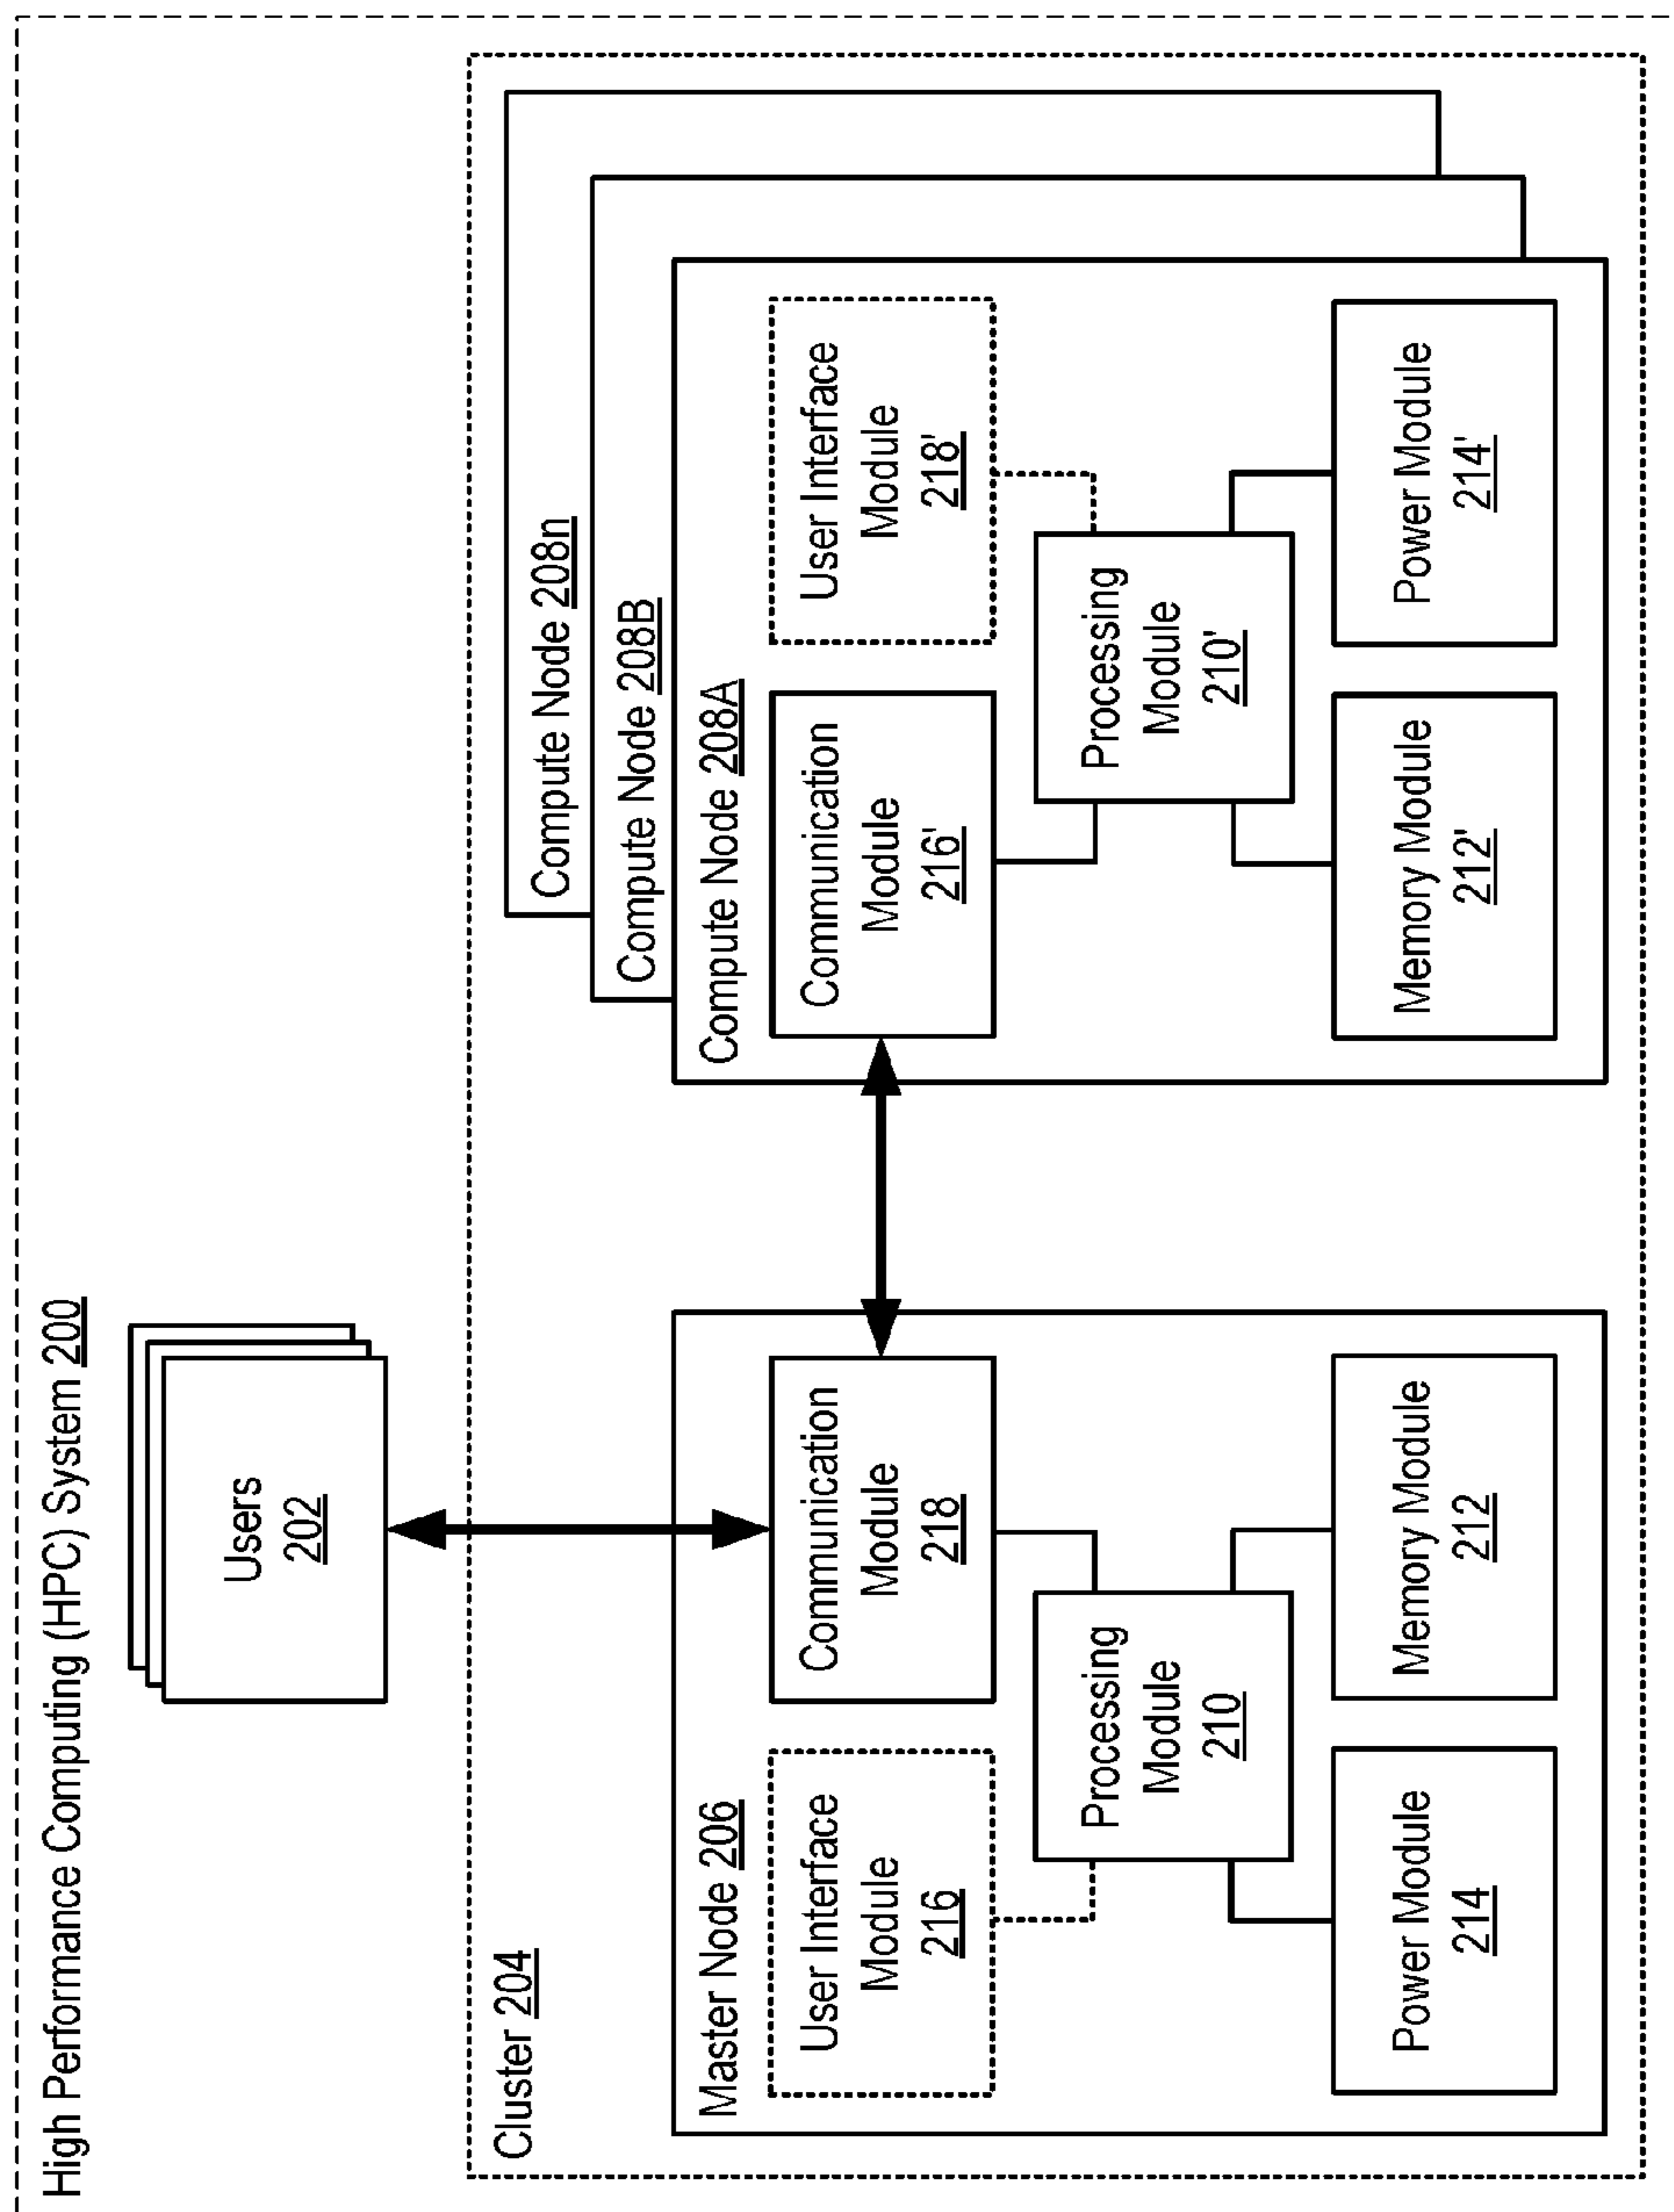 High Performance Computing (HPC) System 200
Users
202
Cluster 204
Master Node 206
User Interface
Module
216
Communication
Module
218
Processing
Module
210
Power Module
214
Memory Module
212
Compute Node 208n
Compute Node 208B
Compute Node 208A
Communication
Module
216'
User Interface
Module
218'
Processing
Module
210'
Memory Module
212'
Power Module
214'